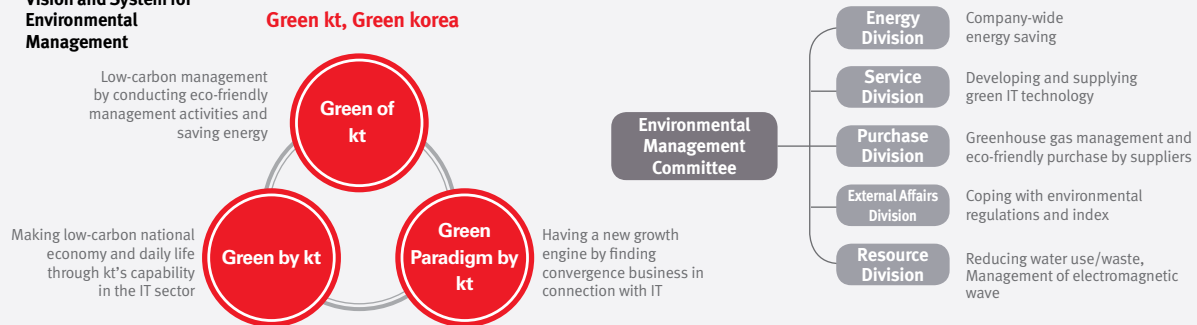 Vision and System for
Environmental
Management
Green kt, Green korea
Low-carbon management
by conducting eco-friendly
management activities and
saving energy
Green of
kt
Making low-carbon national
economy and daily life
through kt's capability
in the IT sector
Green by kt
Green
Paradigm by
kt
Having a new growth
engine by finding
convergence business in
connection with IT
Environmental
Management
Committee
Energy
Division
Company-wide
energy saving
Service
Division
Developing and supplying
green IT technology
Purchase
Division
Greenhouse gas management and
eco-friendly purchase by suppliers
External Affairs
Division
Coping with environmental
regulations and index
Resource
Division
Reducing water use/waste,
Management of electromagnetic
wave